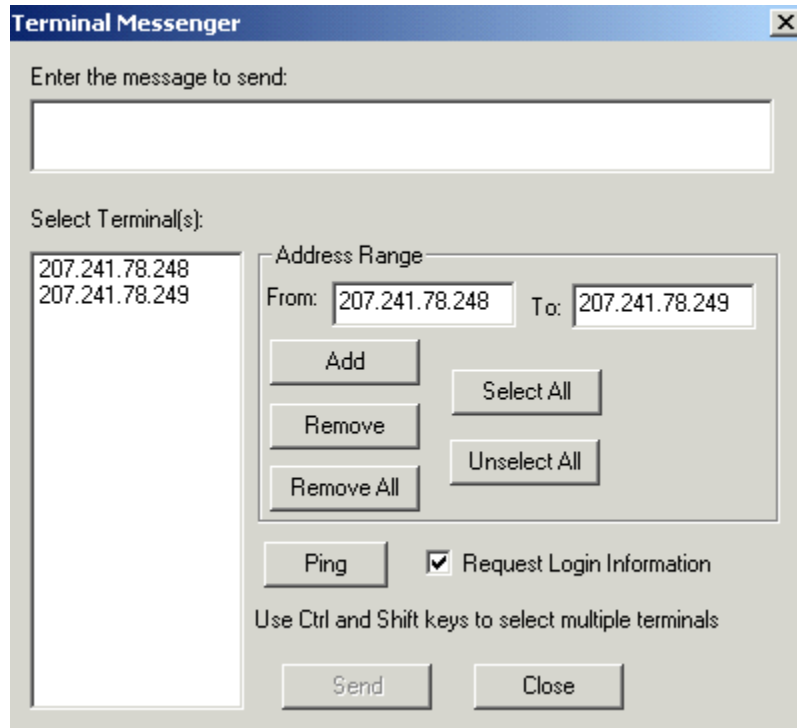 Terminal Messenger
Enter the message to send:
Select Terminal(s):
207.241.78.248
207.241.78.249
Address Range
From: 207.241.78.248 To: 207.241.78.249
Add
Select All
Remove
Unselect All
Remove All
Ping Request Login Information
Use Ctrl and Shift keys to select multiple terminals
Send Close